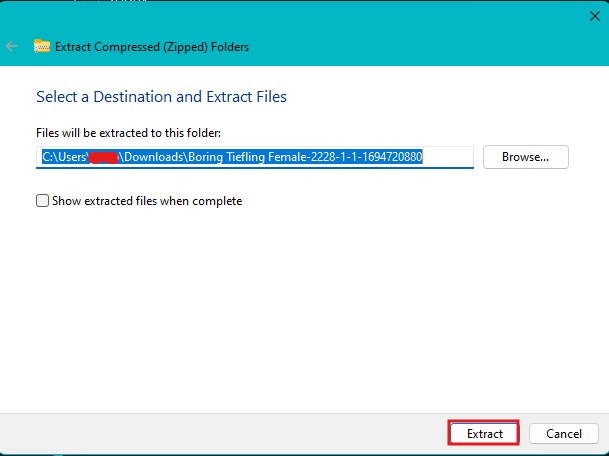 Extract Compressed (Zipped) Folders
Select a Destination and Extract Files
Files will be extracted to this folder:
C:\Users\ \Downloads\Boring Tiefling Female-2228-1-1-1694720880
Browse...
Show extracted files when complete
Extract
Cancel